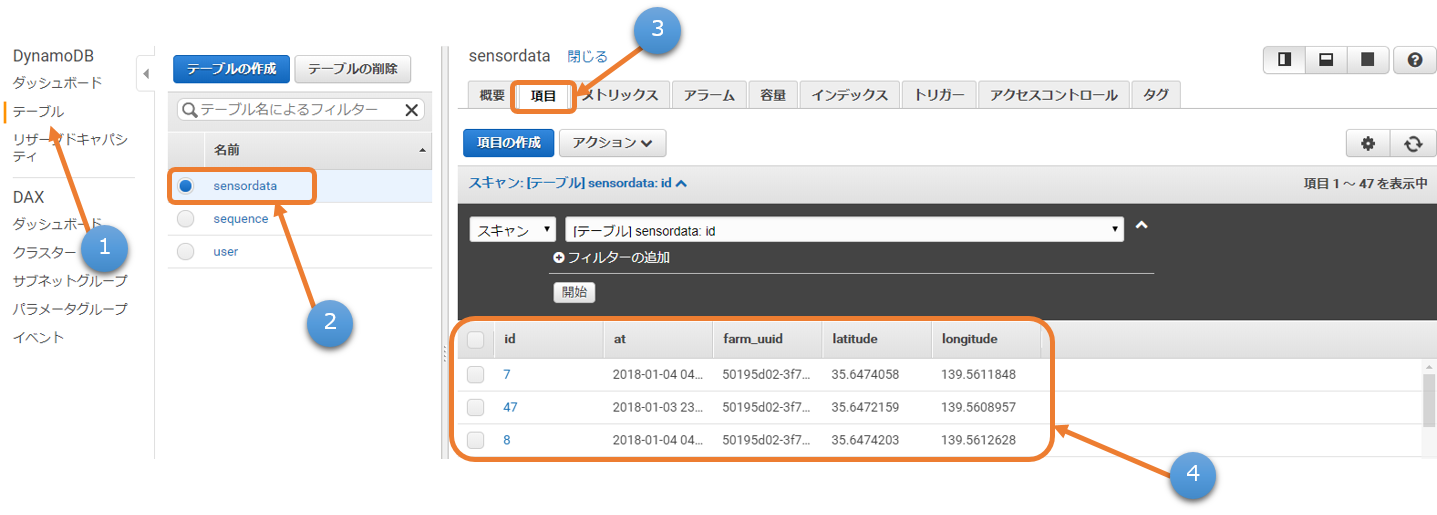 DynamoDB
ダッシュボード
テーブル
リザーブドキャパシ
ティ
DAX
ダッシュボード
クラスター
サブネットグループ
パラメータグループ
イベント
1
テーブルの作成
テーブルの削除
テーブル名によるフィルター
名前
sensordata
sequence
user
2
3
sensordata 閉じる
概要 項目 メトリックス アラーム 容量 インデックス トリガー アクセスコントロール タグ
項目の作成 アクション
スキャン: [テーブル] sensordata: id 項目 1 ～ 47 を表示中
スキャン [テーブル] sensordata: id
フィルターの追加
開始
id at farm_uuid latitude longitude
7 2018-01-04 04... 50195d02-3f7... 35.6474058 139.5611848
47 2018-01-03 23... 50195d02-3f7... 35.6472159 139.5608957
8 2018-01-04 04... 50195d02-3f7... 35.6474203 139.5612628
4